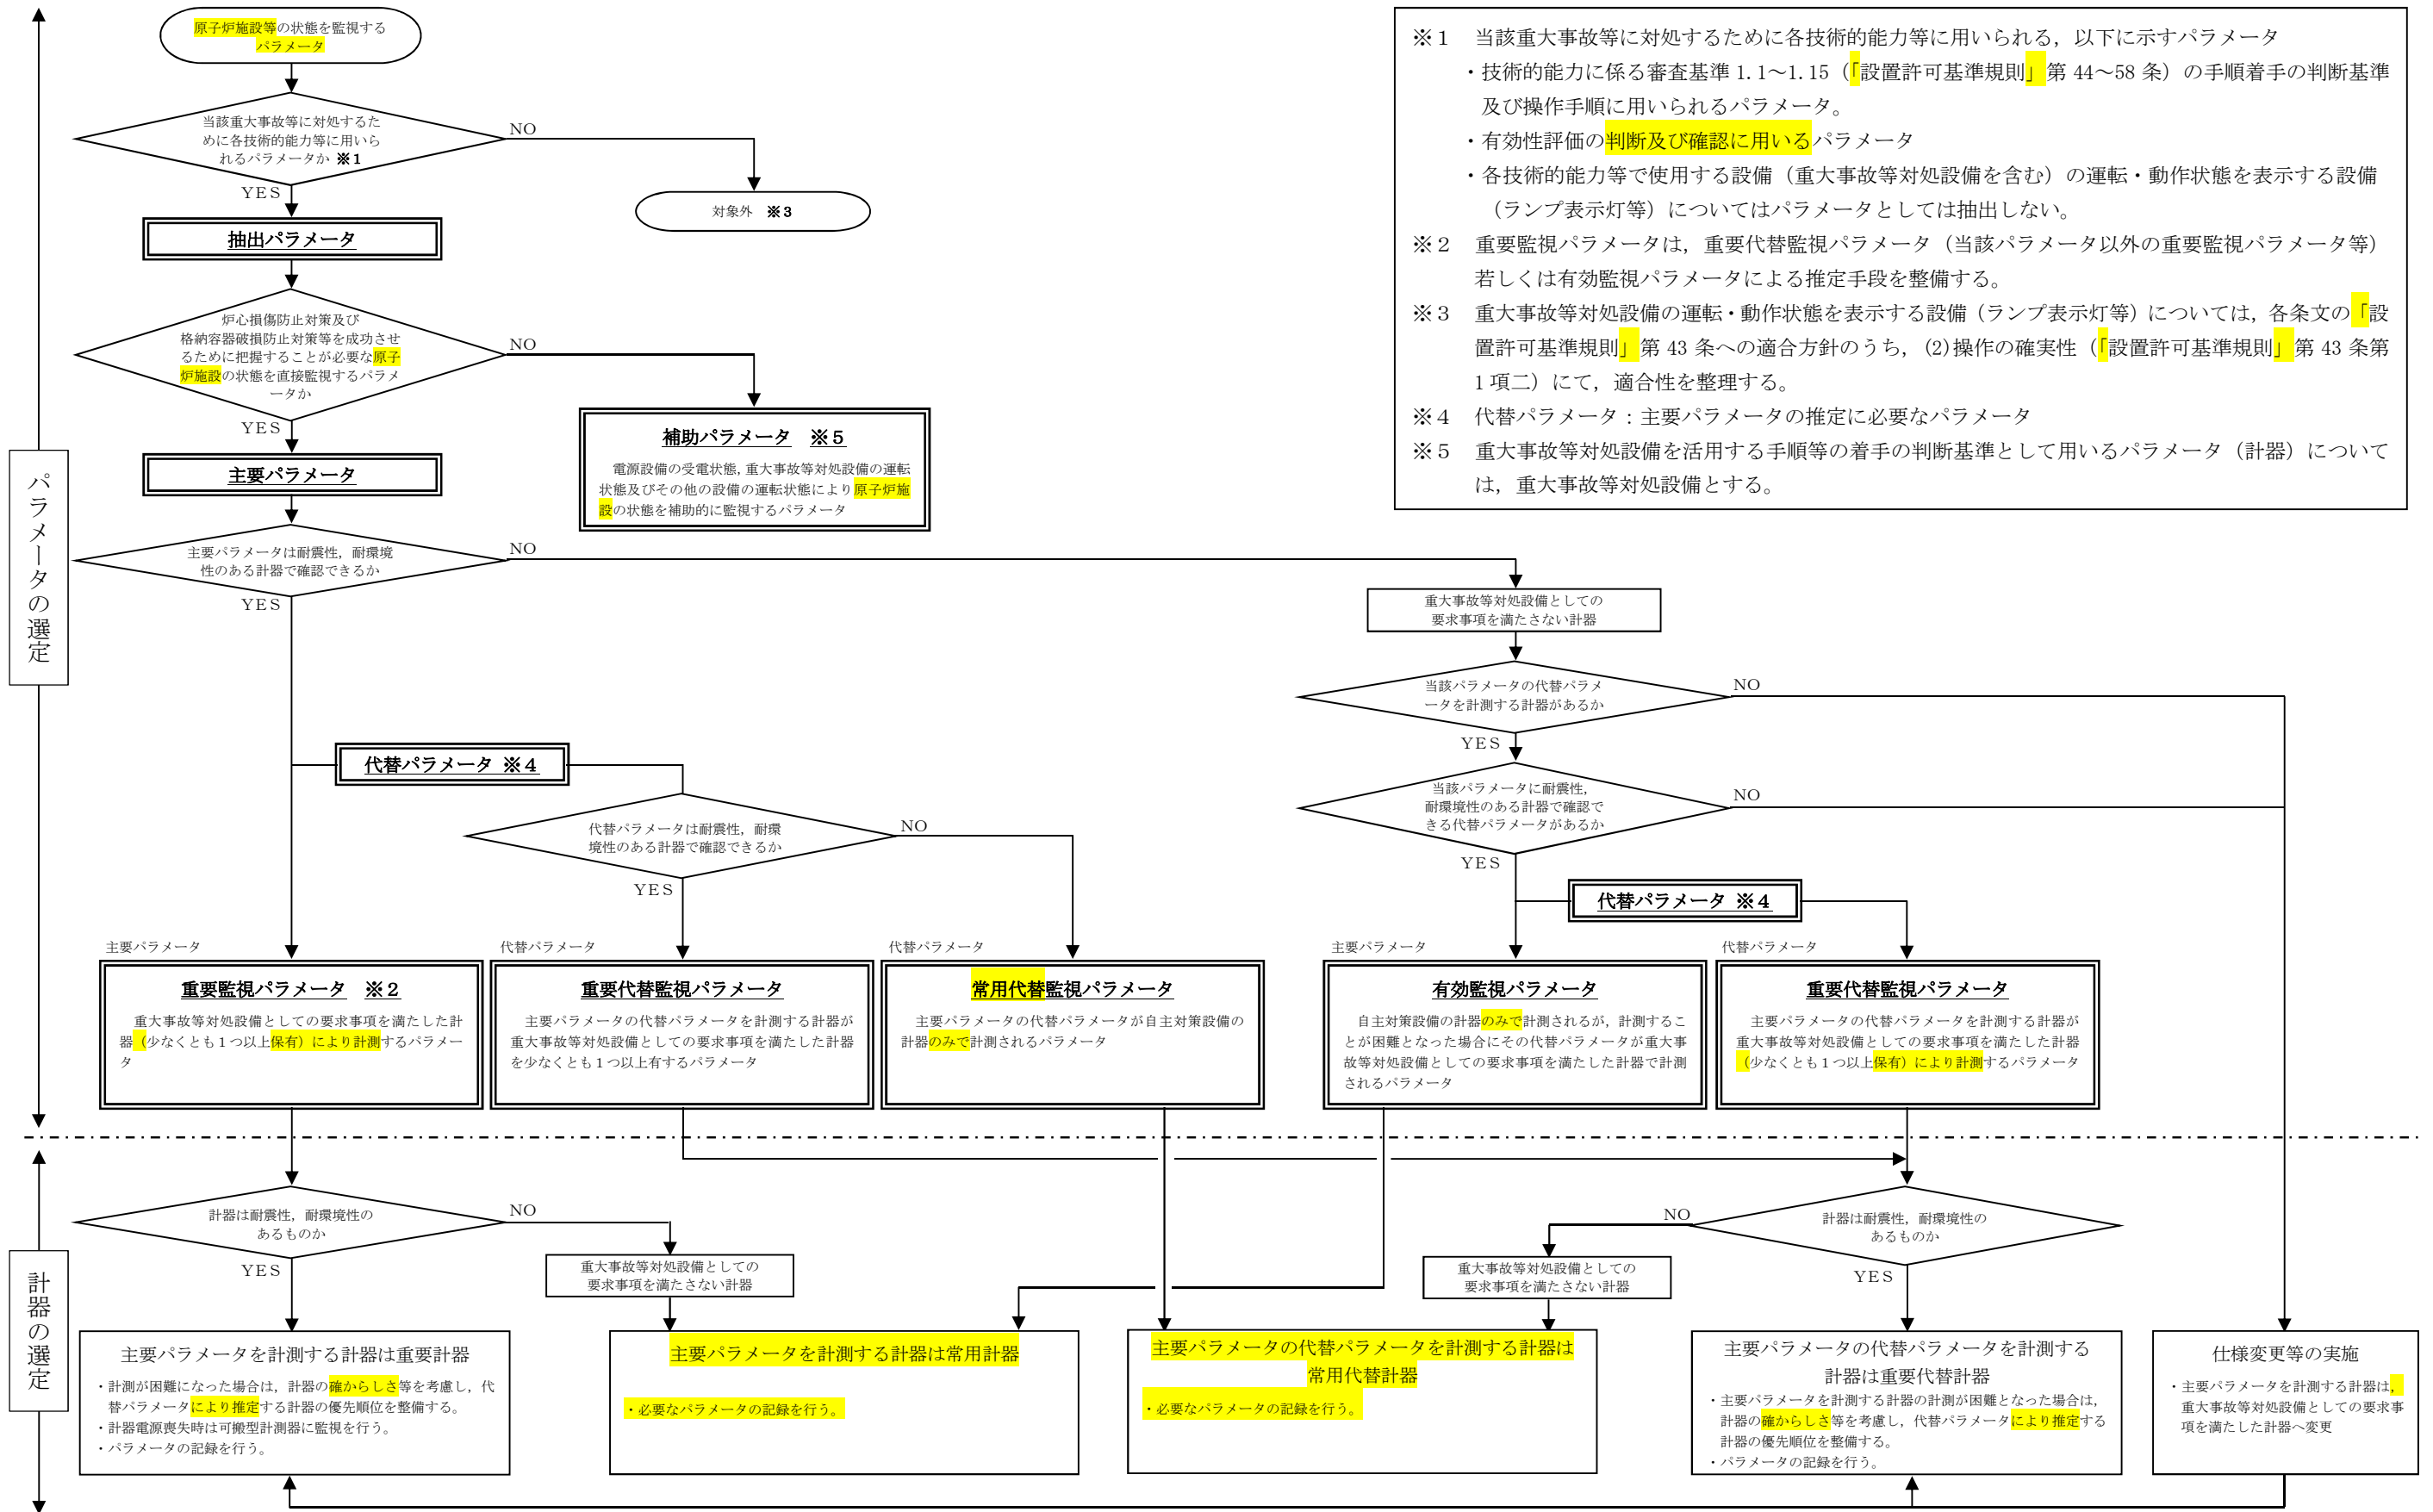 原子炉施設等の状態を監視する
パラメータ
当該重大事故等に対処するた
めに各技術的能力等に用いら
れるパラメータか ※1
NO
YES
対象外 ※3
抽出パラメータ
炉心損傷防止対策及び
格納容器破損防止対策等を成功させ
るために把握することが必要な原子
炉施設の状態を直接監視するパラメ
ータか
NO
YES
補助パラメータ ※5
電源設備の受電状態，重大事故等対処設備の運転
状態及びその他の設備の運転状態により原子炉施
設の状態を補助的に監視するパラメータ
主要パラメータ
主要パラメータは耐震性，耐環境
性のある計器で確認できるか
NO
YES
※1 当該重大事故等に対処するために各技術的能力等に用いられる，以下に示すパラメータ
・技術的能力に係る審査基準 1.1～1.15（「設置許可基準規則」第 44～58 条）の手順着手の判断基準
及び操作手順に用いられるパラメータ。
・有効性評価の判断及び確認に用いるパラメータ
・各技術的能力等で使用する設備（重大事故等対処設備を含む）の運転・動作状態を表示する設備
（ランプ表示灯等）についてはパラメータとしては抽出しない。
※2 重要監視パラメータは，重要代替監視パラメータ（当該パラメータ以外の重要監視パラメータ等）
若しくは有効監視パラメータによる推定手段を整備する。
※3 重大事故等対処設備の運転・動作状態を表示する設備（ランプ表示灯等）については，各条文の「設
置許可基準規則」第 43 条への適合方針のうち，(2)操作の確実性（「設置許可基準規則」第 43 条第
1 項二）にて，適合性を整理する。
※4 代替パラメータ：主要パラメータの推定に必要なパラメータ
※5 重大事故等対処設備を活用する手順等の着手の判断基準として用いるパラメータ（計器）について
は，重大事故等対処設備とする。
パラメータの選定
重大事故等対処設備としての
要求事項を満たさない計器
当該パラメータの代替パラメ
ータを計測する計器があるか
NO
YES
当該パラメータに耐震性，
耐環境性のある計器で確認で
きる代替パラメータがあるか
NO
YES
代替パラメータ ※4
代替パラメータは耐震性，耐環
境性のある計器で確認できるか
NO
YES
代替パラメータ ※4
主要パラメータ
重要監視パラメータ ※2
重大事故等対処設備としての要求事項を満たした計
器（少なくとも１つ以上保有）により計測するパラメー
タ
代替パラメータ
重要代替監視パラメータ
主要パラメータの代替パラメータを計測する計器が
重大事故等対処設備としての要求事項を満たした計器
を少なくとも１つ以上有するパラメータ
代替パラメータ
常用代替監視パラメータ
主要パラメータの代替パラメータが自主対策設備の
計器のみで計測されるパラメータ
主要パラメータ
有効監視パラメータ
自主対策設備の計器のみで計測されるが，計測するこ
とが困難となった場合にその代替パラメータが重大事
故等対処設備としての要求事項を満たした計器で計測
されるパラメータ
代替パラメータ
重要代替監視パラメータ
主要パラメータの代替パラメータを計測する計器が
重大事故等対処設備としての要求事項を満たした計器
（少なくとも１つ以上保有）により計測するパラメータ
計器の選定
計器は耐震性，耐環境性の
あるものか
NO
YES
重大事故等対処設備としての
要求事項を満たさない計器
計器は耐震性，耐環境性の
あるものか
NO
YES
重大事故等対処設備としての
要求事項を満たさない計器
主要パラメータを計測する計器は重要計器
・計測が困難になった場合は，計器の確からしさ等を考慮し，代
替パラメータにより推定する計器の優先順位を整備する。
・計器電源喪失時は可搬型計測器に監視を行う。
・パラメータの記録を行う。
主要パラメータを計測する計器は常用計器
・必要なパラメータの記録を行う。
主要パラメータの代替パラメータを計測する計器は
常用代替計器
・必要なパラメータの記録を行う。
主要パラメータの代替パラメータを計測する
計器は重要代替計器
・主要パラメータを計測する計器の計測が困難となった場合は，
計器の確からしさ等を考慮し，代替パラメータにより推定する
計器の優先順位を整備する。
・パラメータの記録を行う。
仕様変更等の実施
・主要パラメータを計測する計器は，
重大事故等対処設備としての要求事
項を満たした計器へ変更